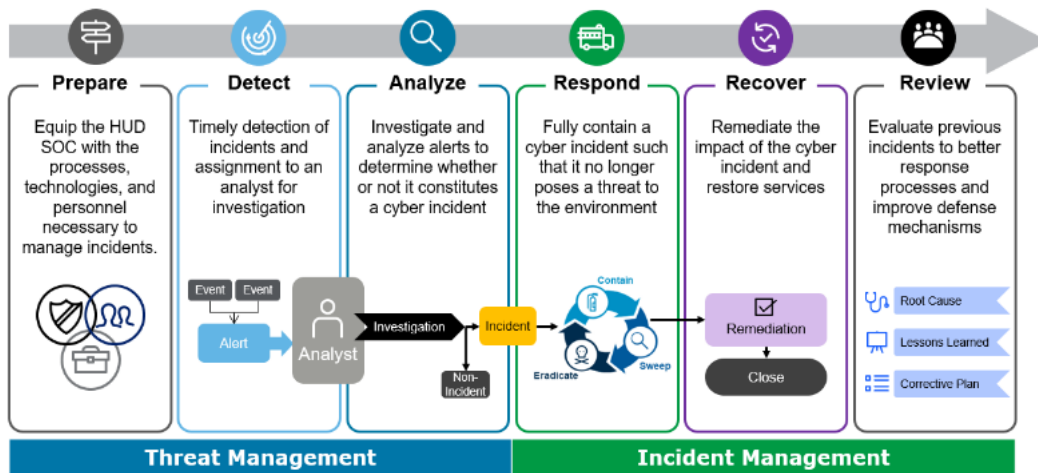 Prepare
Equip the HUD
SOC with the
processes,
technologies, and
personnel
necessary to
manage incidents.
Detect
Timely detection of
incidents and
assignment to an
analyst for
investigation
Event
Event
Alert
Analyst
Analyze
Investigate and
analyze alerts to
determine whether
or not it constitutes
a cyber incident
Investigation
Non-
Incident
Incident
Respond
Fully contain a
cyber incident such
that it no longer
poses a threat to
the environment
Contain
Eradicate
Sweep
Recover
Remediate the
impact of the cyber
incident and
restore services
Remediation
Close
Review
Evaluate previous
incidents to better
response
processes and
improve defense
mechanisms
Root Cause
Lessons Learned
Corrective Plan
Threat Management
Incident Management